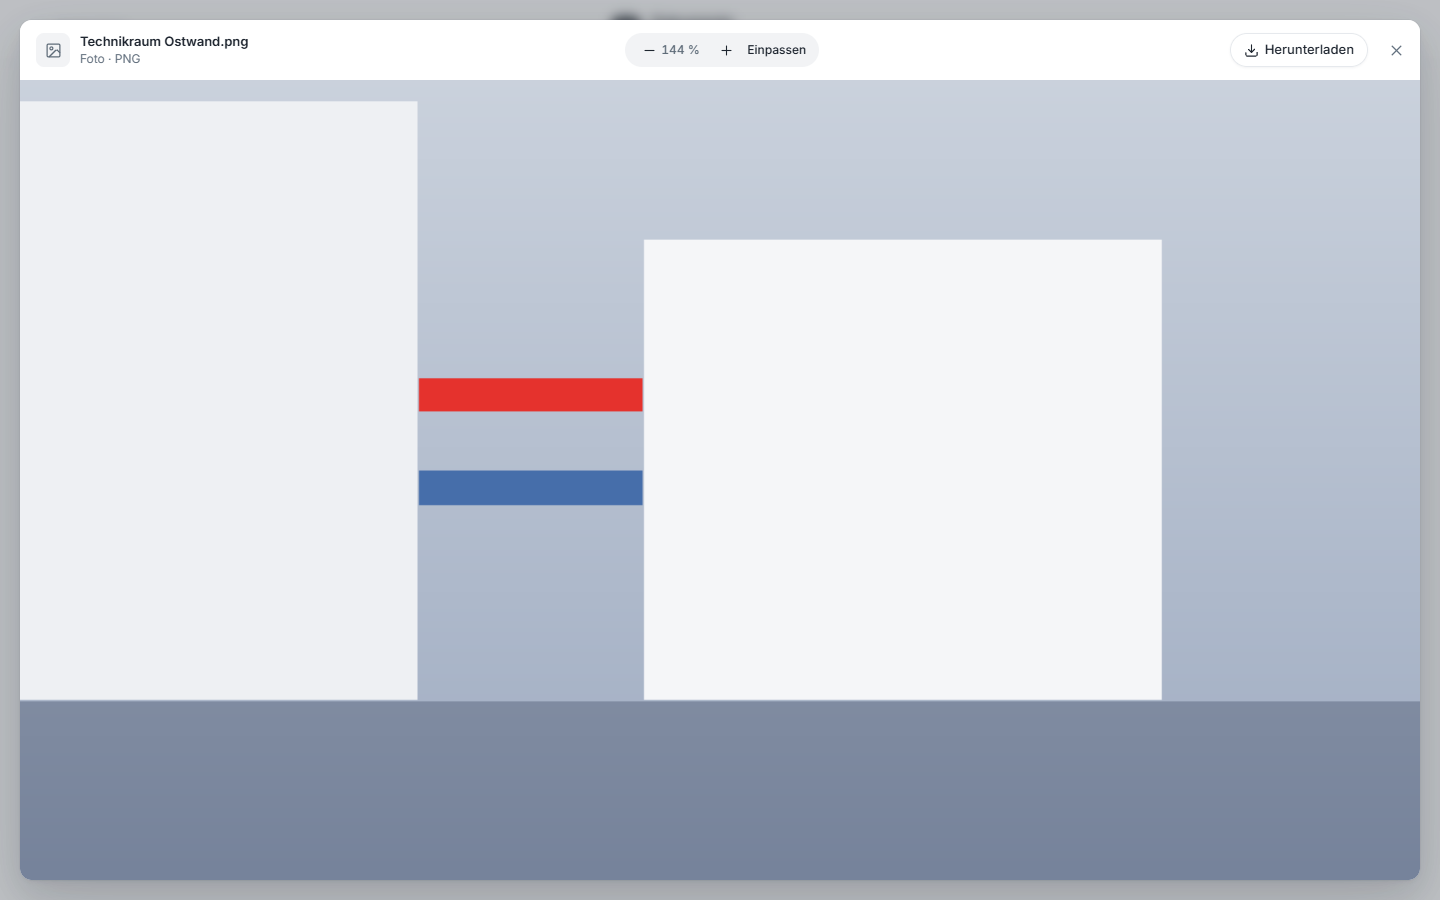 Technikraum Ostwand.png
Foto · PNG
144 %
Einpassen
Herunterladen